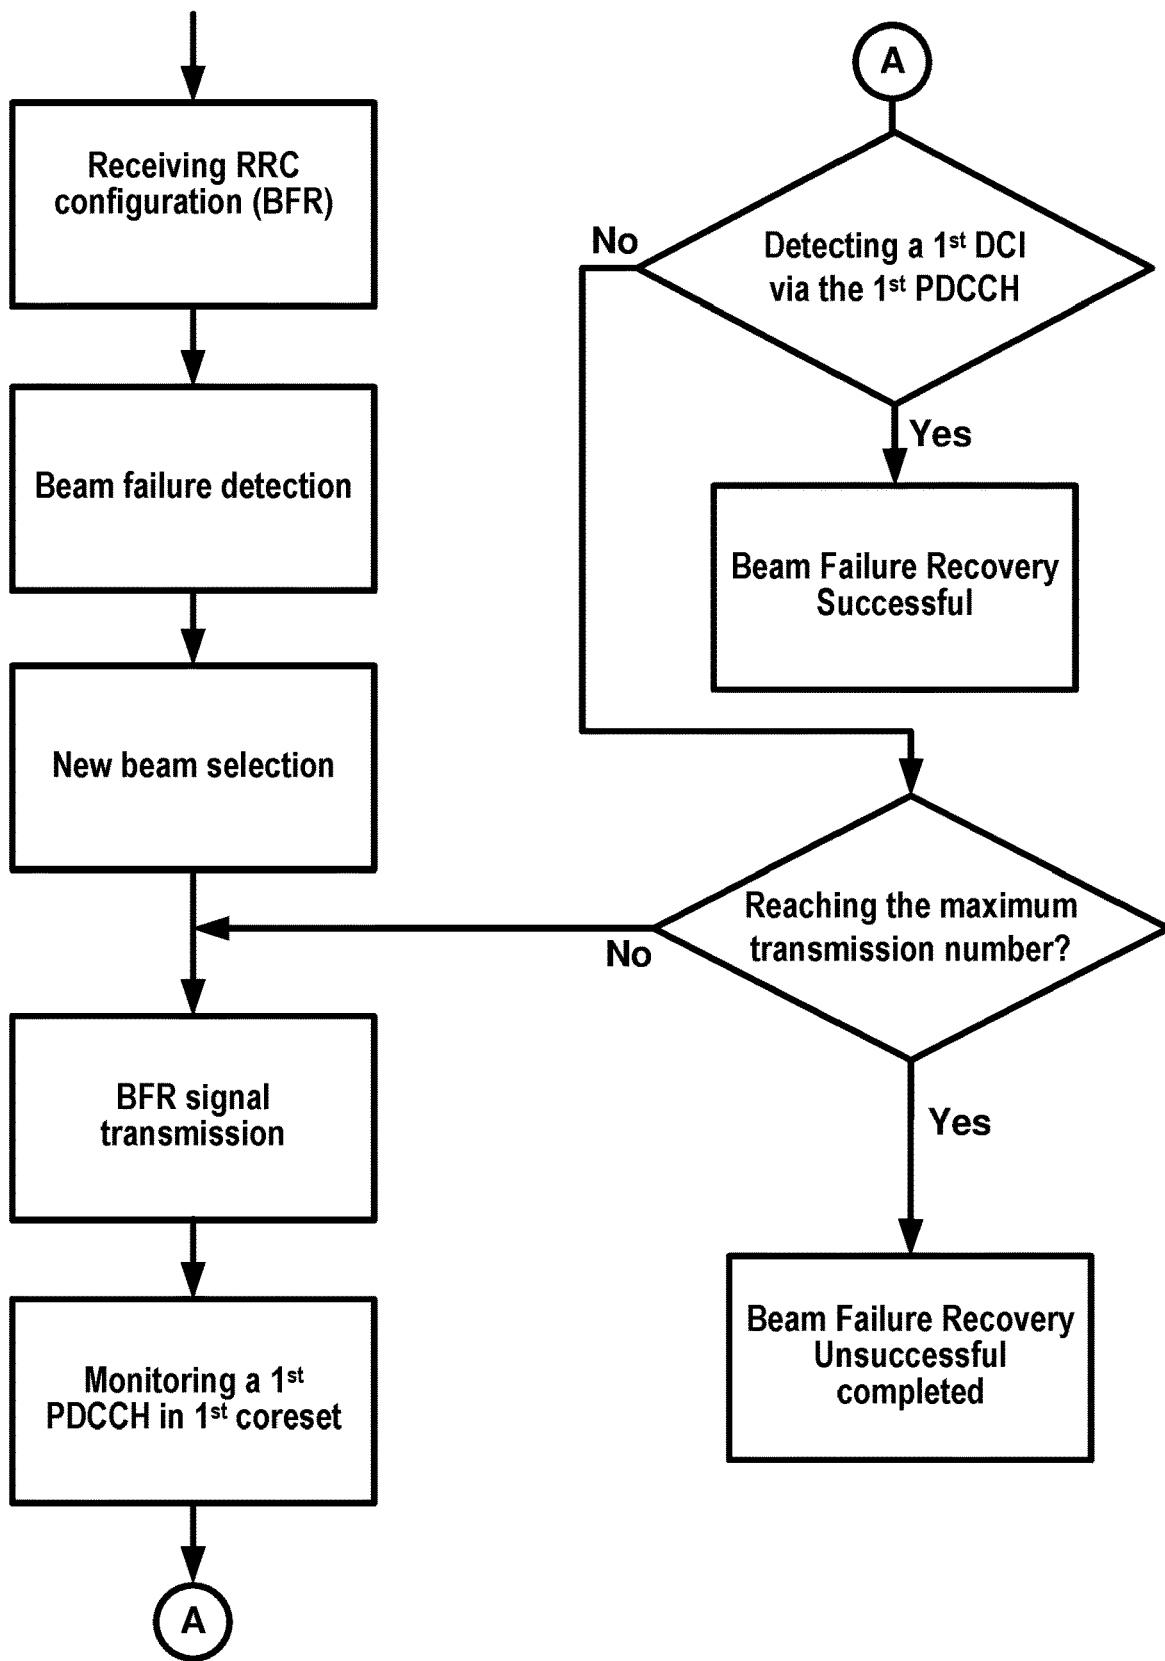 Receiving RRC
configuration (BFR)
Beam failure detection
New beam selection
BFR signal
transmission
Monitoring a 1st
PDCCH in 1st coreset
A
A
Detecting a 1st DCI
via the 1st PDCCH
No
Yes
Beam Failure Recovery
Successful
Reaching the maximum
transmission number?
No
Yes
Beam Failure Recovery
Unsuccessful
completed